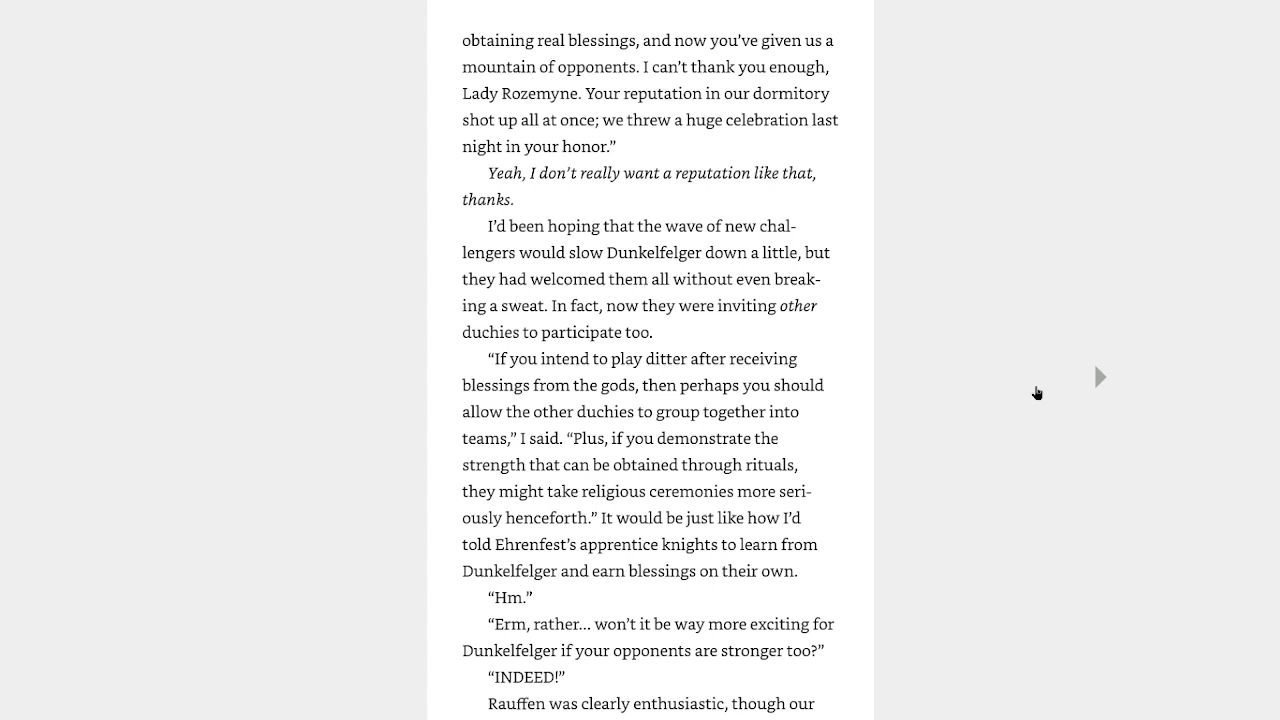 obtaining real blessings, and now you’ve given us a
mountain of opponents. I can’t thank you enough,
Lady Rozemyne. Your reputation in our dormitory
shot up all at once; we threw a huge celebration last
night in your honor.”
Yeah, I don’t really want a reputation like that,
thanks.
I’d been hoping that the wave of new chal-
lengers would slow Dunkelfelger down a little, but
they had welcomed them all without even break-
ing a sweat. In fact, now they were inviting other
duchies to participate too.
“If you intend to play ditter after receiving
blessings from the gods, then perhaps you should
allow the other duchies to group together into
teams,” I said. “Plus, if you demonstrate the
strength that can be obtained through rituals,
they might take religious ceremonies more seri-
ously henceforth.” It would be just like how I’d
told Ehrenfest’s apprentice knights to learn from
Dunkelfelger and earn blessings on their own.
“Hm.”
“Erm, rather... won’t it be way more exciting for
Dunkelfelger if your opponents are stronger too?”
“INDEED!”
Rauffen was clearly enthusiastic, though our